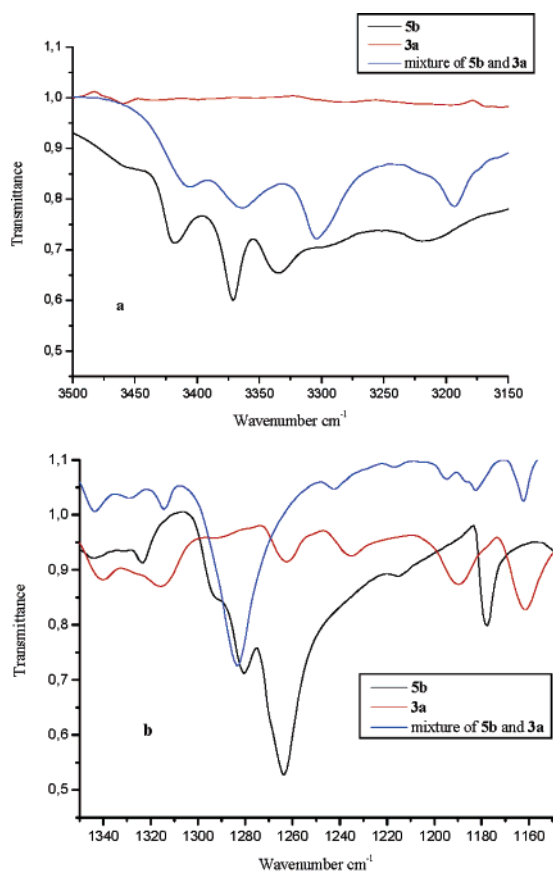 5b
3a
mixture of 5b and 3a
1,1
1,0
0,9
0,8
0,7
0,6
0,5
Transmittance
a
3500 3450 3400 3350 3300 3250 3200 3150
Wavenumber cm-1
1,1
1,0
0,9
0,8
0,7
0,6
0,5
Transmittance
5b
3a
mixture of 5b and 3a
b
1340 1320 1300 1280 1260 1240 1220 1200 1180 1160
Wavenumber cm-1